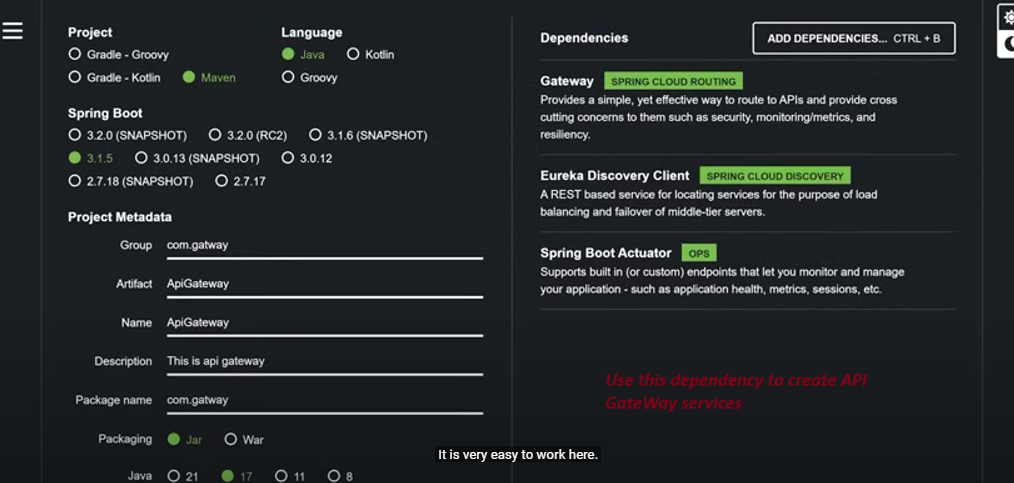 Project
Gradle - Groovy
Gradle - Kotlin Maven
Language
Java Kotlin
Groovy
Spring Boot
3.2.0 (SNAPSHOT) 3.2.0 (RC2) 3.1.6 (SNAPSHOT)
3.1.5 3.0.13 (SNAPSHOT) 3.0.12
2.7.18 (SNAPSHOT) 2.7.17
Project Metadata
Group com.gatway
Artifact ApiGateway
Name ApiGateway
Description This is api gateway
Package name com.gatway
Packaging Jar War
Java 21 17 11 8
Dependencies
ADD DEPENDENCIES... CTRL + B
Gateway SPRING CLOUD ROUTING
Provides a simple, yet effective way to route to APIs and provide cross
cutting concerns to them such as security, monitoring/metrics, and
resiliency.
Eureka Discovery Client SPRING CLOUD DISCOVERY
A REST based service for locating services for the purpose of load
balancing and failover of middle-tier servers.
Spring Boot Actuator OPS
Supports built in (or custom) endpoints that let you monitor and manage
your application - such as application health, metrics, sessions, etc.
Use this dependency to create API
GateWay services
It is very easy to work here.